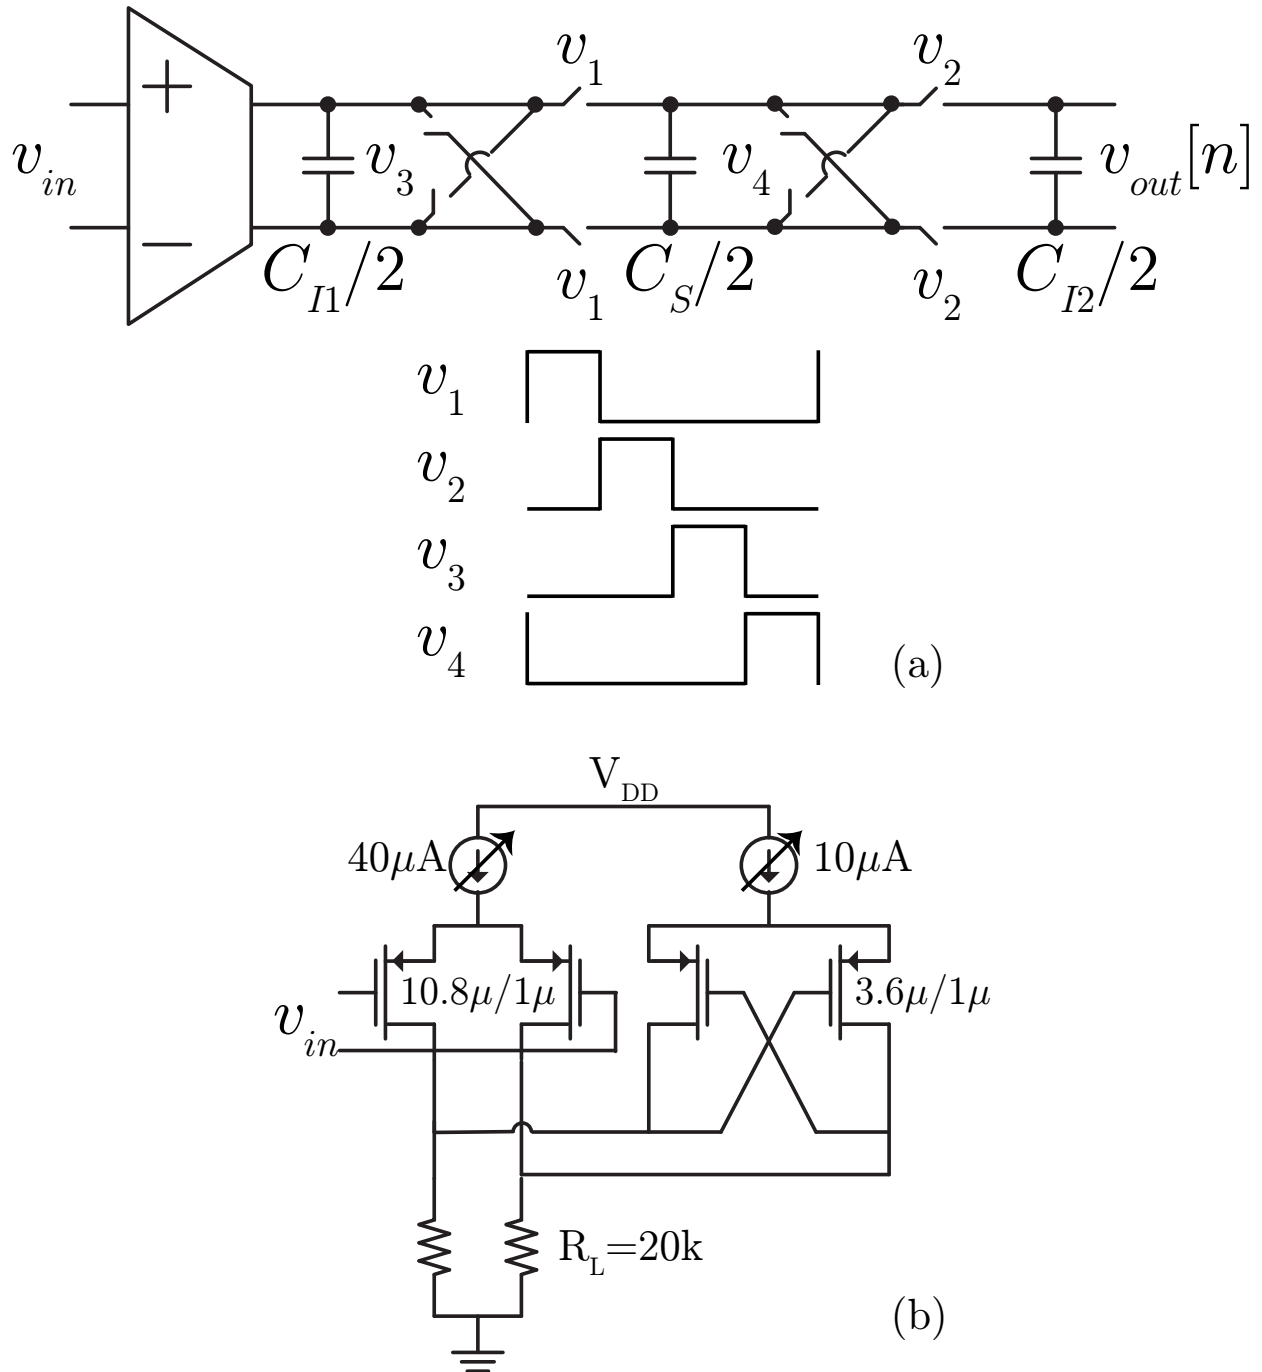 v1 v2
vin + v3 v4 vout[n]
−
CI1/2 v1 CS/2 v2 CI2/2
v1
v2
v3
v4
(a)
VDD
40μA 10μA
10.8μ/1μ 3.6μ/1μ
vin
RL=20k
(b)